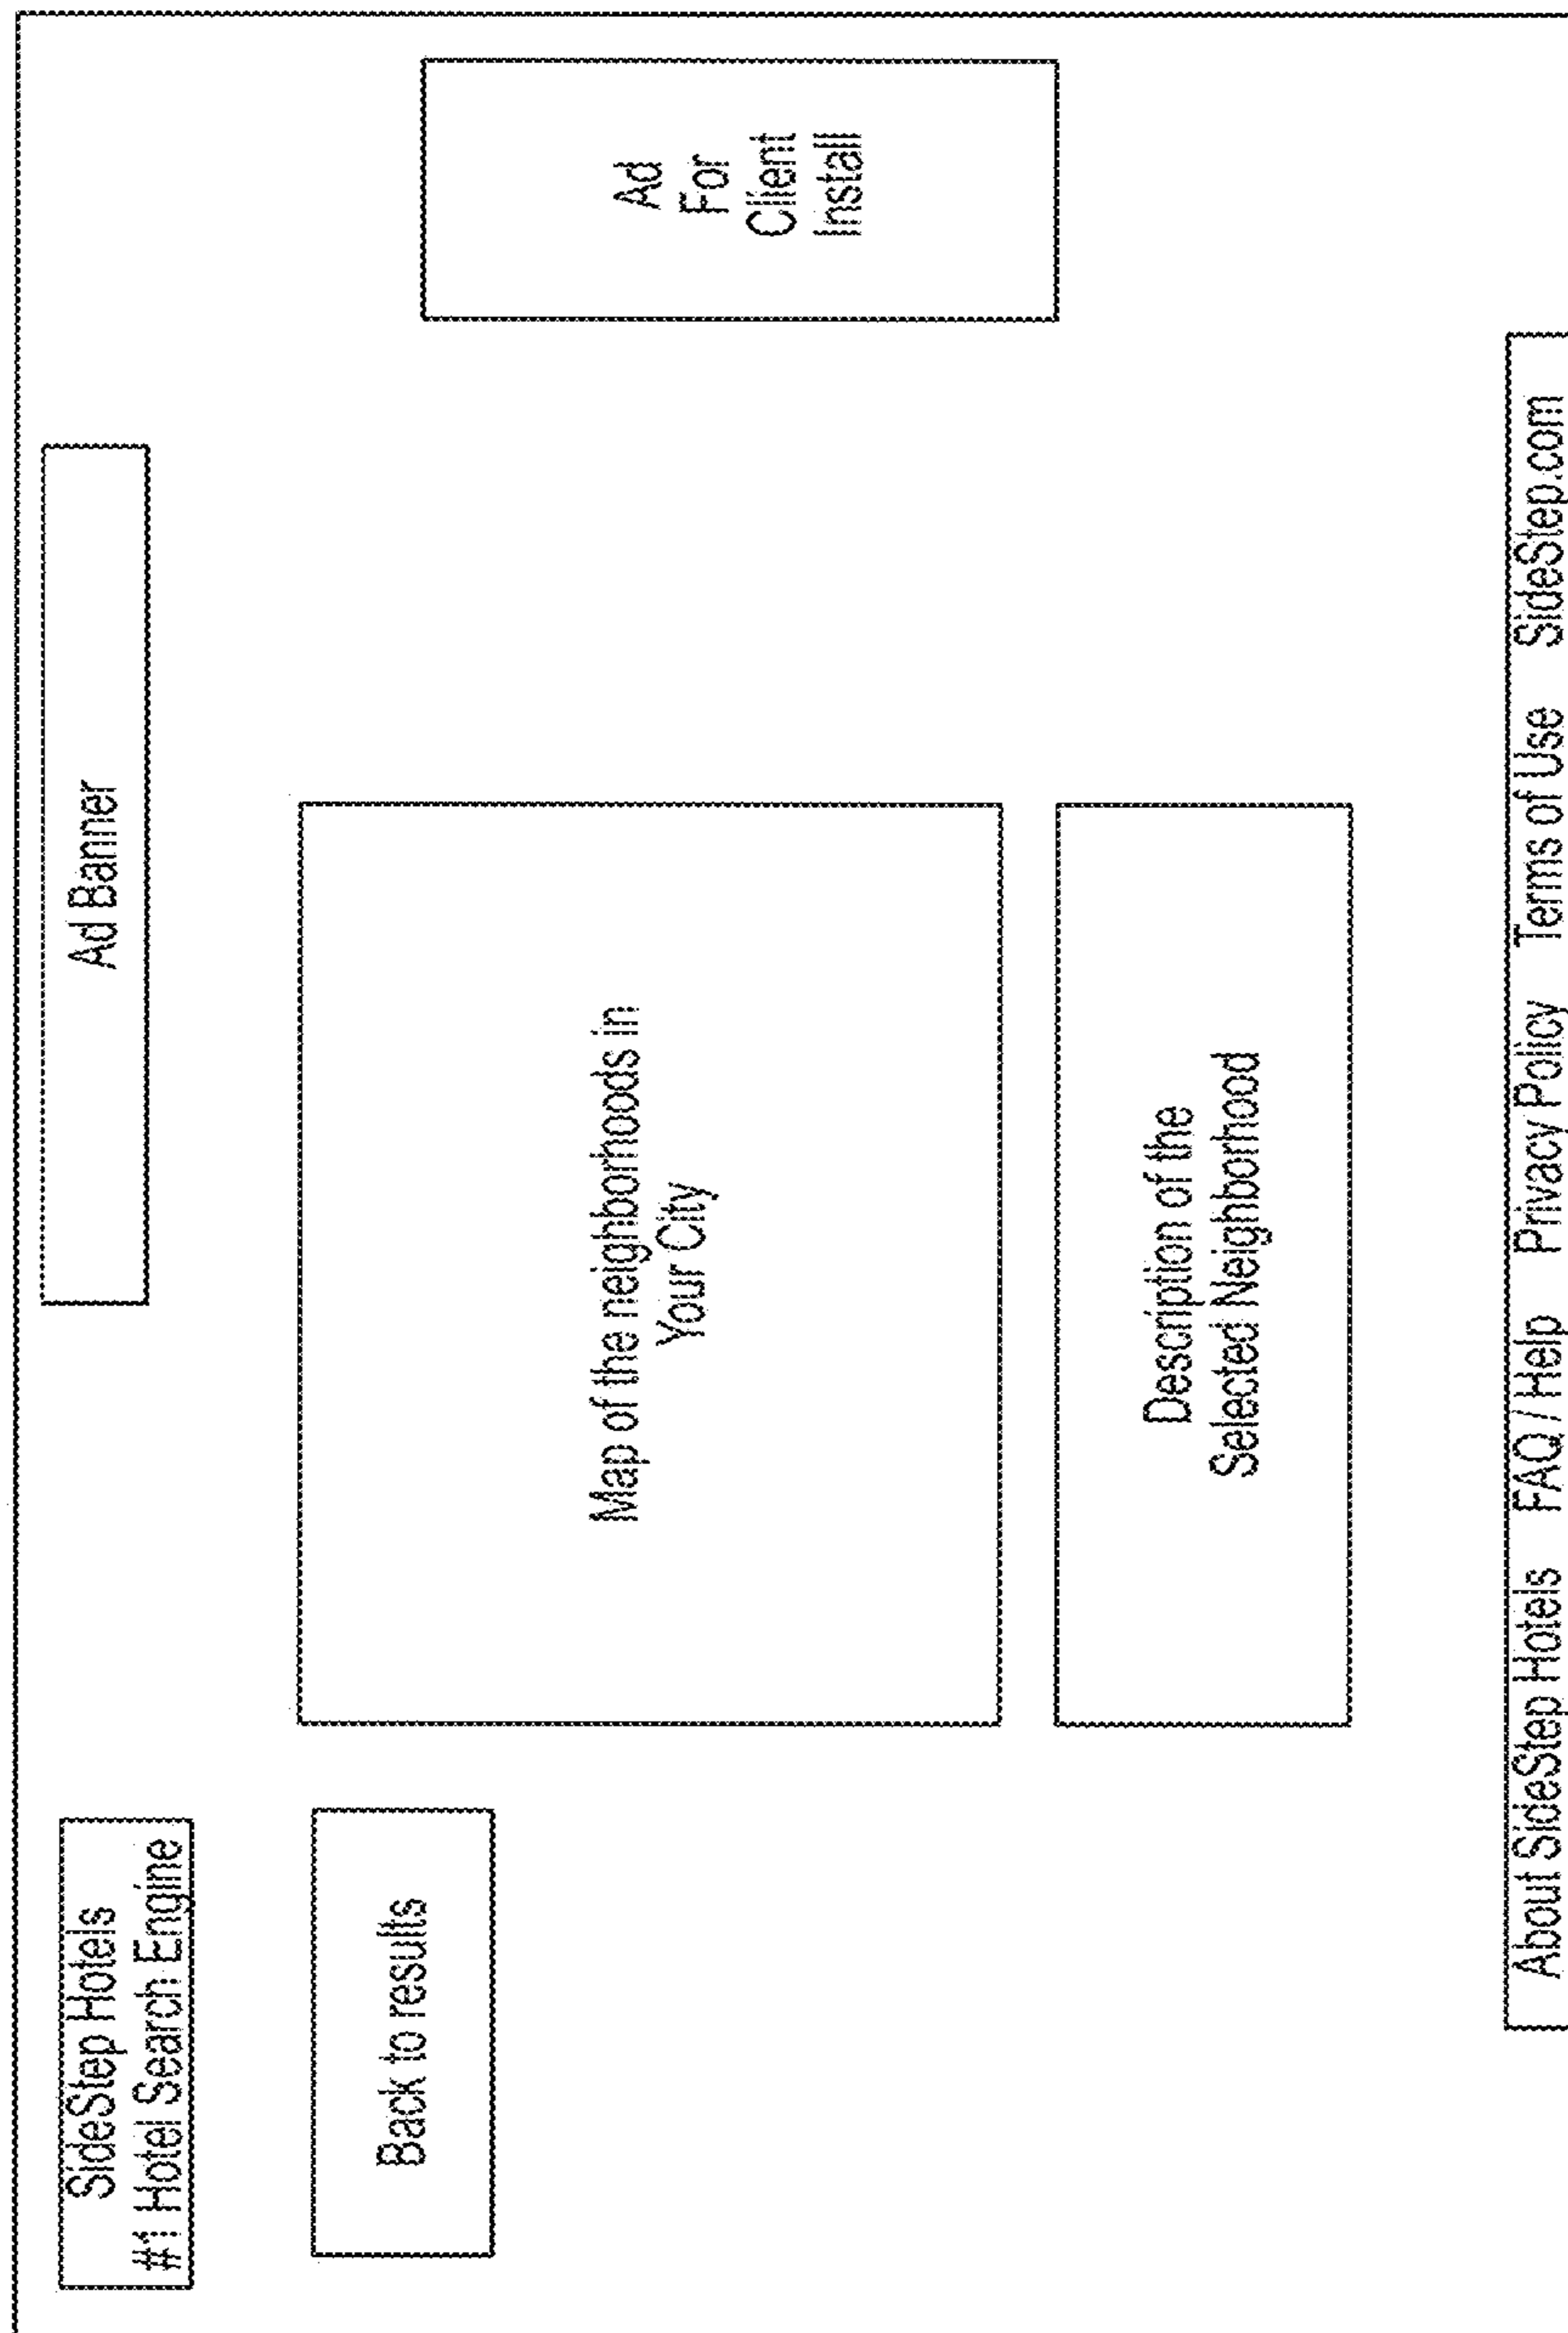 SideStep Hotels
#1 Hotel Search Engine
Ad Banner
Back to results
Map of the neighborhoods in
Your City
Ad
For
Client
Install
Description of the
Selected Neighborhood
About SideStep Hotels FAQ / Help Privacy Policy Terms of Use SideStep.com